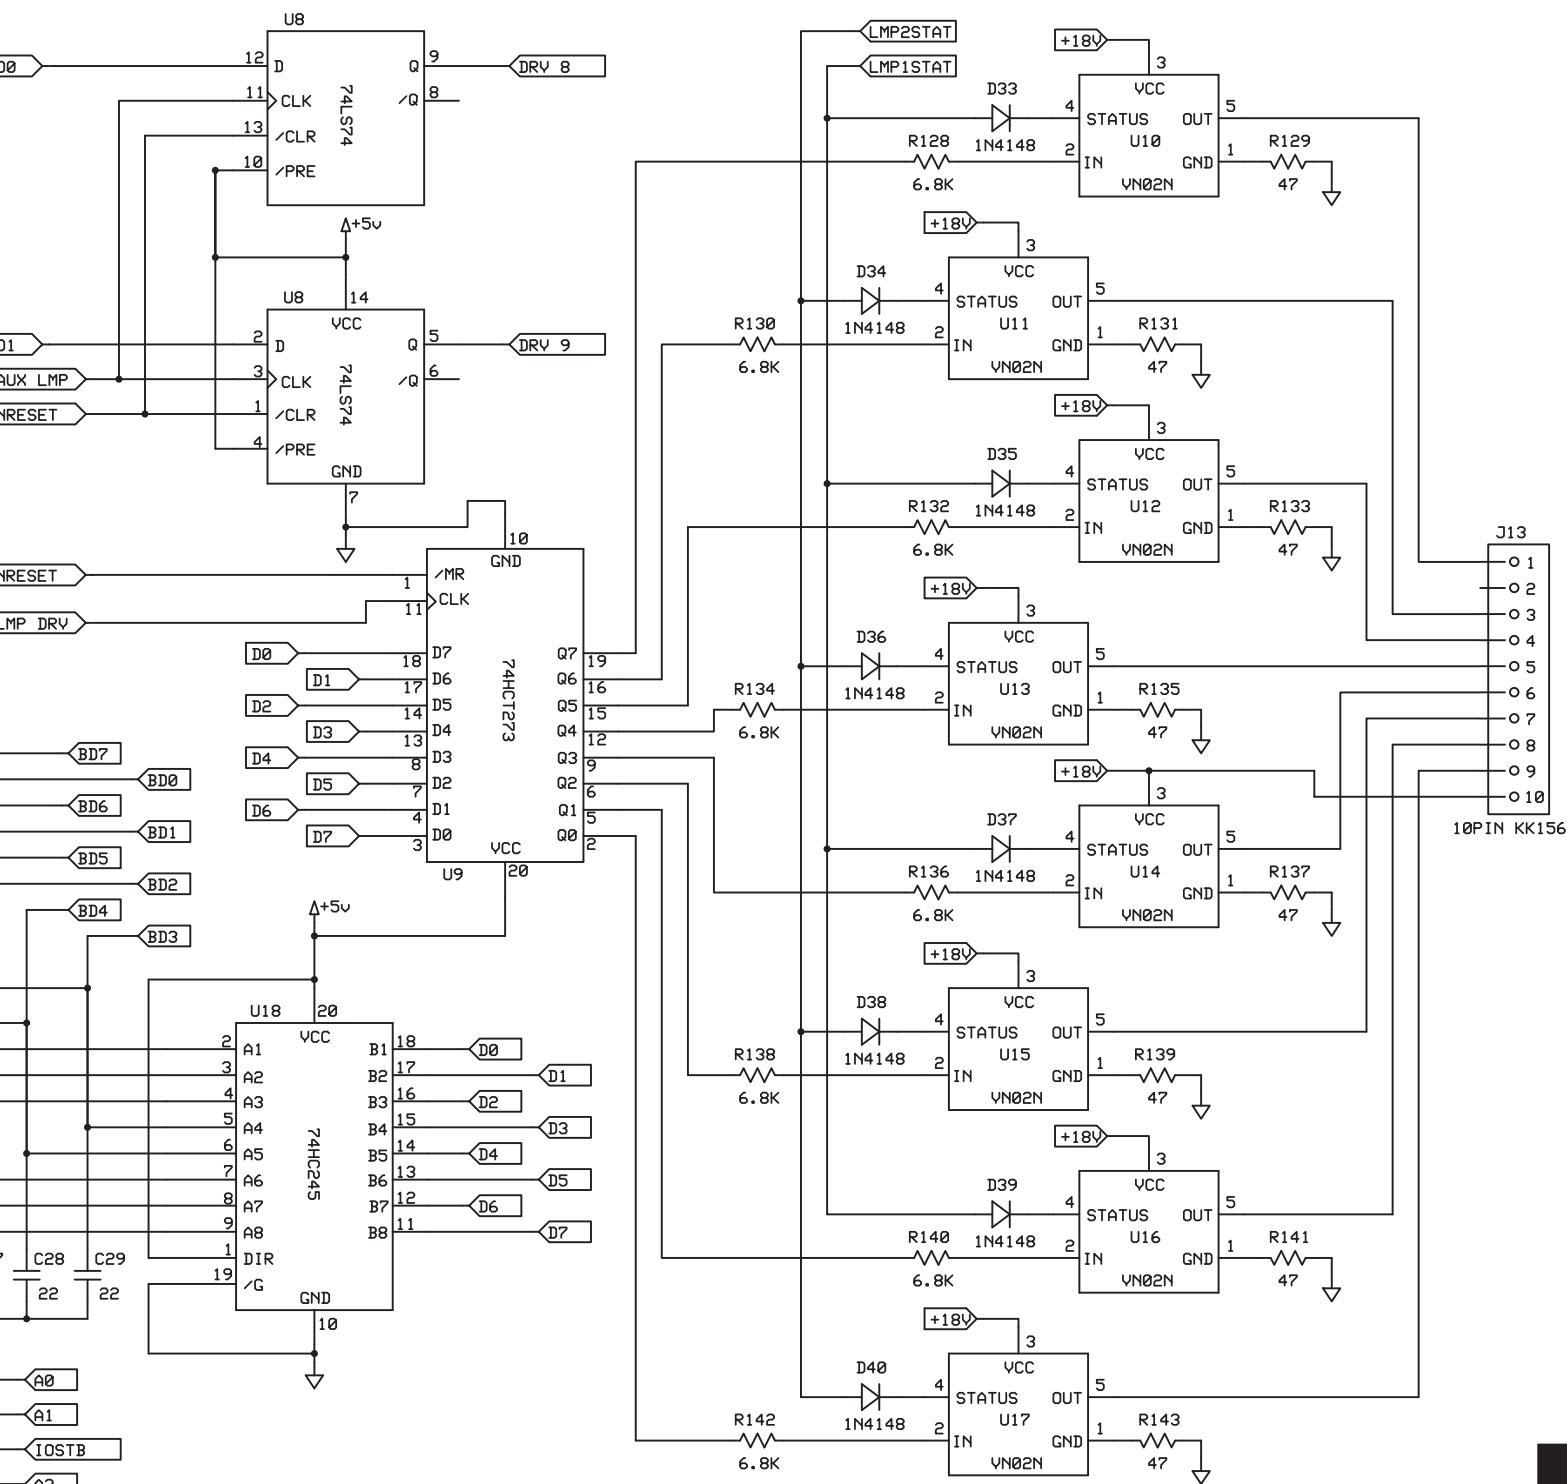 U8
12 D Q 9 DRV 8
11 CLK /Q 8
13 /CLR
10 /PRE
74LS74
+5v
U8 14
VCC
2 D Q 5 DRV 9
AUX LMP 3 CLK /Q 6
NRESET 1 /CLR
4 /PRE
74LS74
GND
7
10
GND
NRESET 1 /MR
LMP DRV 11 CLK
D0 18 D7 Q7 19
D1 17 D6 Q6 16
D2 14 D5 Q5 15
D3 13 D4 Q4 12
D4 8 D3 Q3 9
D5 7 D2 Q2 6
D6 4 D1 Q1 5
D7 3 D0 Q0 2
74HCT273
VCC
U9 20
BD7
BD0
BD6
BD1
BD5
BD2
BD4
BD3
+5v
U18 20
VCC
2 A1 B1 18 D0
3 A2 B2 17 D1
4 A3 B3 16 D2
5 A4 B4 15 D3
6 A5 B5 14 D4
7 A6 B6 13 D5
8 A7 B7 12 D6
9 A8 B8 11 D7
1 DIR
19 /G
74HC245
GND
10
C28 22
C29 22
A0
A1
IOSTB
LMP2STAT
LMP1STAT
+18V 3
VCC
D33 1N4148 4 STATUS OUT 5
U10
R128 6.8K 2 IN GND 1 R129 47
VN02N
+18V 3
VCC
D34 1N4148 4 STATUS OUT 5
U11
R130 6.8K 2 IN GND 1 R131 47
VN02N
+18V 3
VCC
D35 1N4148 4 STATUS OUT 5
U12
R132 6.8K 2 IN GND 1 R133 47
VN02N
+18V 3
VCC
D36 1N4148 4 STATUS OUT 5
U13
R134 6.8K 2 IN GND 1 R135 47
VN02N
+18V 3
VCC
D37 1N4148 4 STATUS OUT 5
U14
R136 6.8K 2 IN GND 1 R137 47
VN02N
+18V 3
VCC
D38 1N4148 4 STATUS OUT 5
U15
R138 6.8K 2 IN GND 1 R139 47
VN02N
+18V 3
VCC
D39 1N4148 4 STATUS OUT 5
U16
R140 6.8K 2 IN GND 1 R141 47
VN02N
+18V 3
VCC
D40 1N4148 4 STATUS OUT 5
U17
R142 6.8K 2 IN GND 1 R143 47
VN02N
J13
1
2
3
4
5
6
7
8
9
10
10PIN KK156